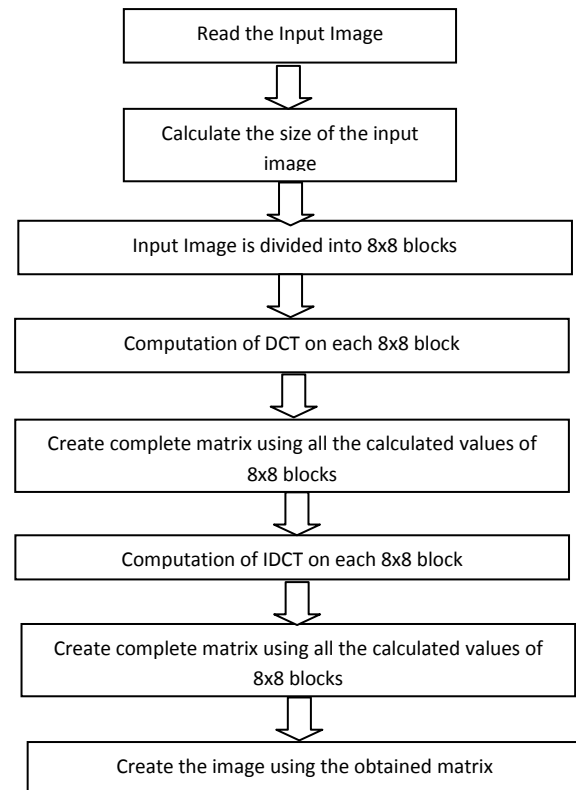 Read the Input Image
Calculate the size of the input
image
Input Image is divided into 8x8 blocks
Computation of DCT on each 8x8 block
Create complete matrix using all the calculated values of
8x8 blocks
Computation of IDCT on each 8x8 block
Create complete matrix using all the calculated values of
8x8 blocks
Create the image using the obtained matrix